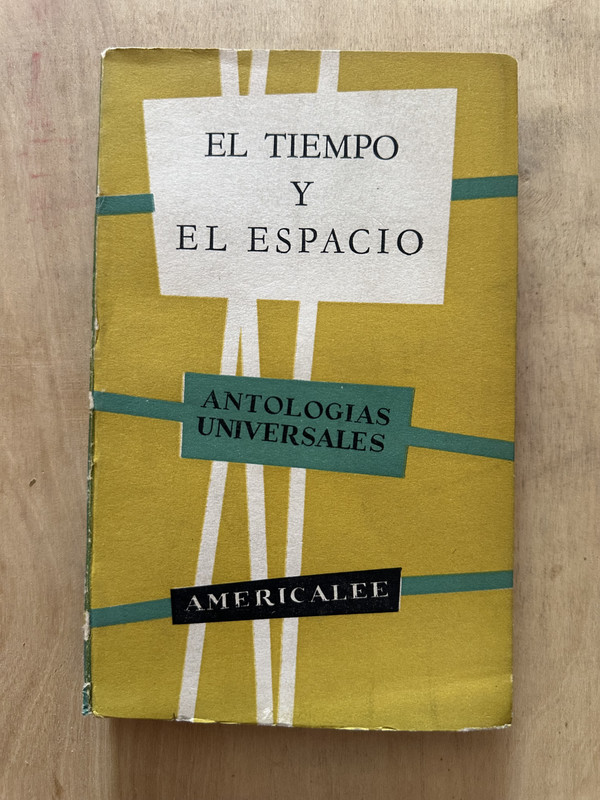 EL TIEMPO
Y
EL ESPACIO
ANTOLOGIAS
UNIVERSALES
AMERICALEE